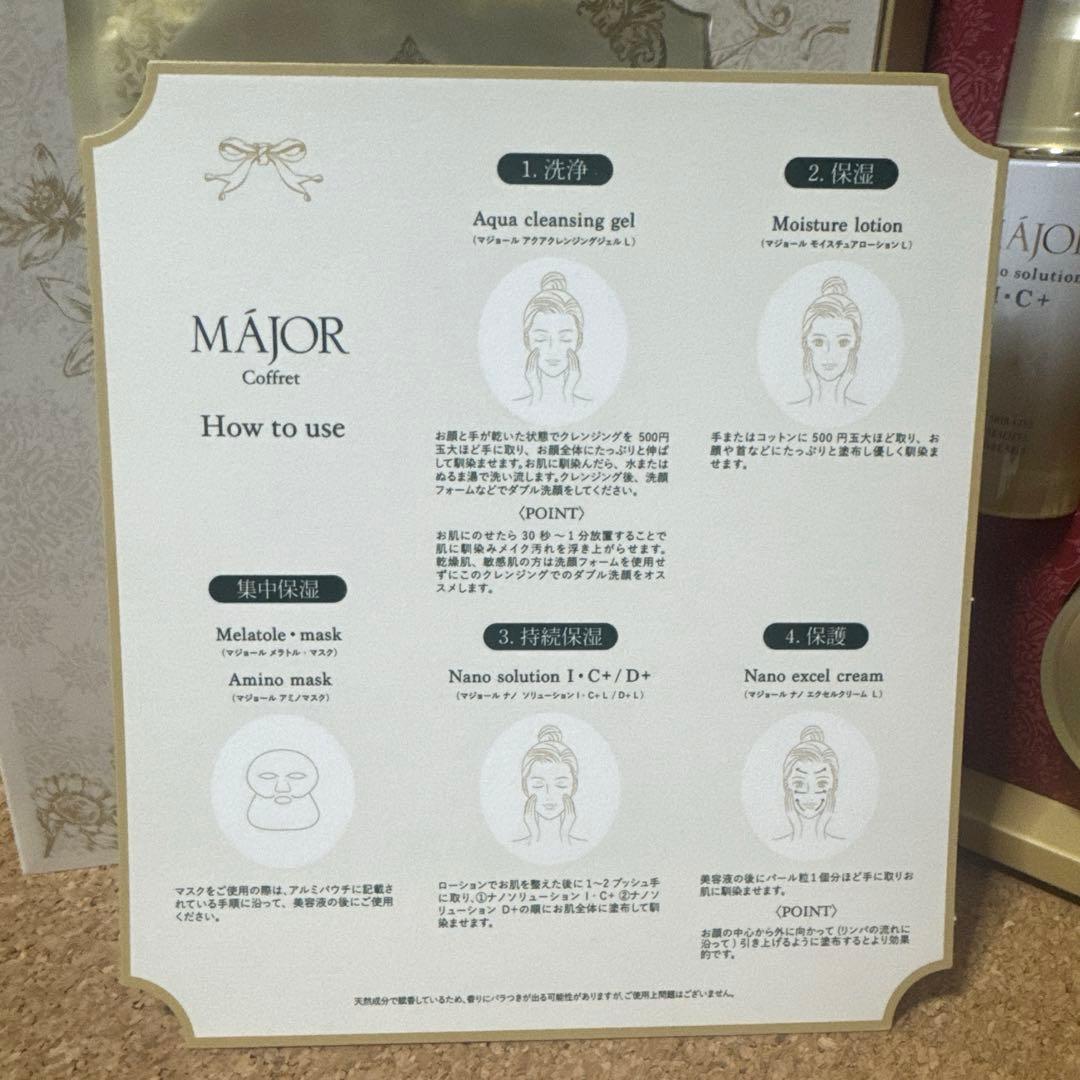 MÁJOR
Coffret
How to use
1. 洗浄
Aqua cleansing gel
(マジョール アクアクレンジングジェル L)
お顔と手が乾いた状態でクレンジングを 500円
玉大ほど手に取り、お顔全体にたっぷりと伸ば
して馴染ませます。お肌に馴染んだら、水または
ぬるま湯で洗い流します。クレンジング後、洗顔
フォームなどでダブル洗顔をしてください。
〈POINT〉
お肌にのせたら 30 秒〜1分放置することで
肌に馴染みメイク汚れを浮き上がらせます。
乾燥肌、敏感肌の方は洗顔フォームを使用せ
ずにこのクレンジングでのダブル洗顔をオス
スメします。
2. 保湿
Moisture lotion
(マジョール モイスチュアローション L)
手またはコットンに 500 円玉大ほど取り、お
顔や首などにたっぷりと塗布し優しく馴染ま
せます。
集中保湿
Melatole・mask
(マジョール メラトル・マスク)
Amino mask
(マジョール アミノマスク)
マスクをご使用の際は、アルミパウチに記載さ
れている手順に沿って、美容液の後にご使用
ください。
3. 持続保湿
Nano solution I・C+/D+
(マジョール ナノ ソリューション I・C+ L / D+ L)
ローションでお肌を整えた後に1〜2プッシュ手
に取り、①ナノソリューション I・C+ ②ナノソ
リューション D+の順にお肌全体に塗布して馴
染ませます。
4. 保護
Nano excel cream
(マジョール ナノ エクセルクリーム L)
美容液の後にパール粒1個分ほど手に取りお
肌に馴染ませます。
〈POINT〉
お顔の中心から外に向かって(リンパの流れに
沿って)引き上げるように塗布するとより効果
的です。
天然成分で賦香しているため、香りにバラつきが出る可能性がありますが、ご使用上問題はございません。
MÁJOR
solution
I・C+